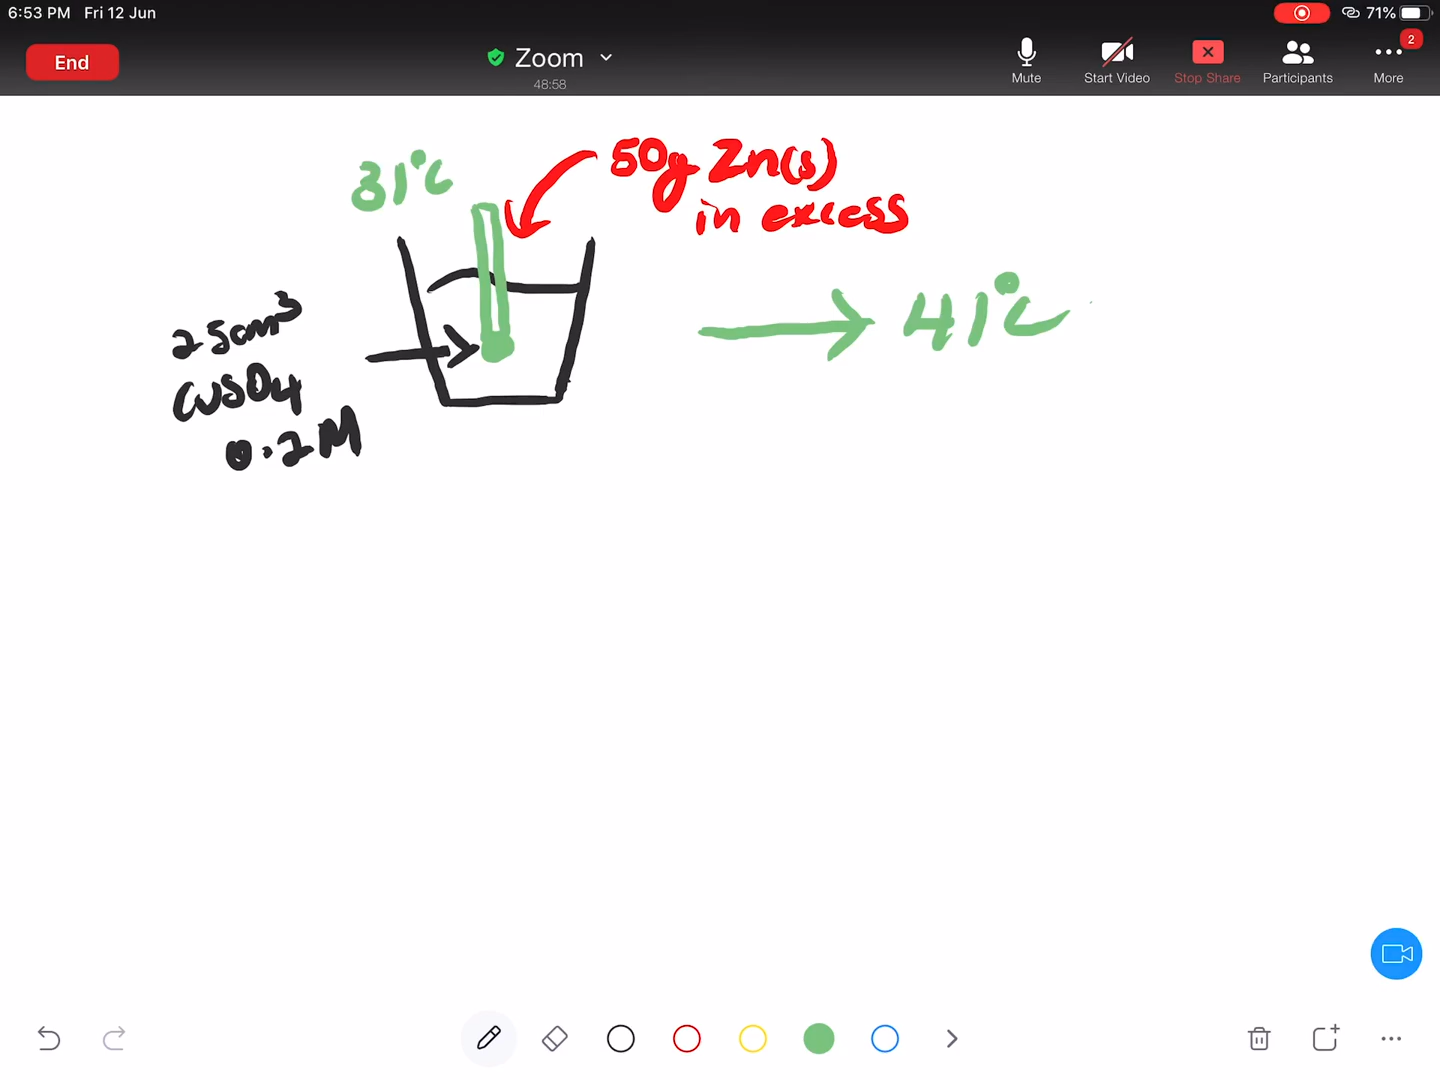 6:53 PM Fri 12 Jun
71%
End
Zoom
48:58
Mute
Start Video
Stop Share
Participants
2
More
31°C
50g Zn(s)
in excess
25cm³
CuSO4
0.2M
41°C